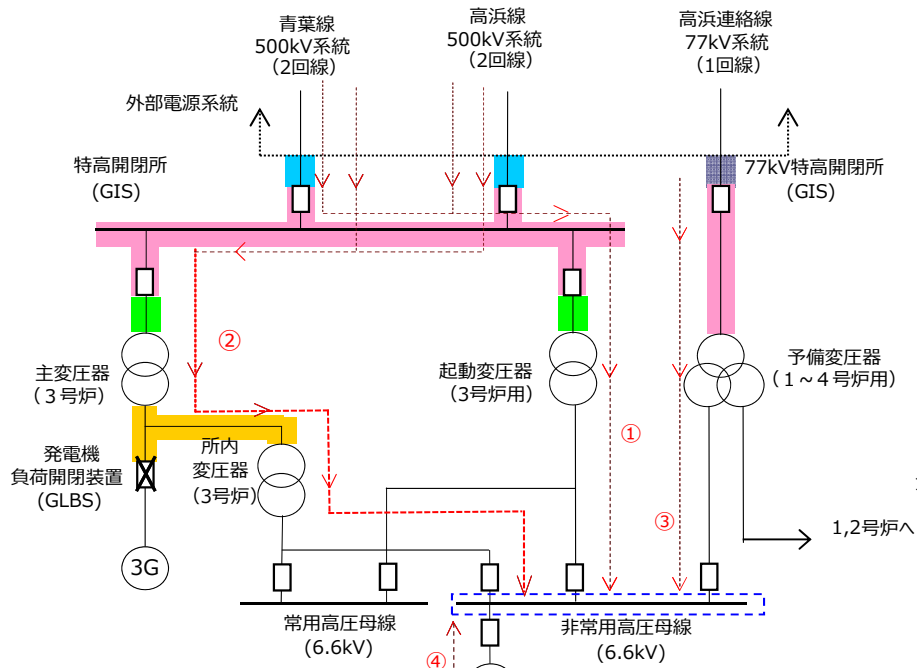 青葉線
500kV系統
(2回線)
高浜線
500kV系統
(2回線)
高浜連絡線
77kV系統
(1回線)
外部電源系統
特高開閉所
(GIS)
77kV特高開閉所
(GIS)
②
主変圧器
(3号炉)
起動変圧器
(3号炉用)
予備変圧器
(1~4号炉用)
①
発電機
負荷開閉装置
(GLBS)
所内
変圧器
(3号炉)
③
1,2号炉へ
3G
常用高圧母線
(6.6kV)
非常用高圧母線
(6.6kV)
④